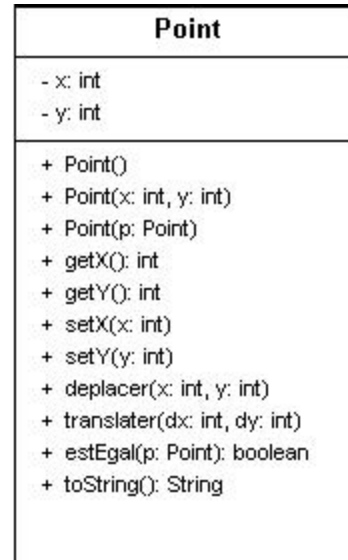 Point
- x: int
- y: int
+ Point()
+ Point(x: int, y: int)
+ Point(p: Point)
+ getX(): int
+ getY(): int
+ setX(x: int)
+ setY(y: int)
+ deplacer(x: int, y: int)
+ translater(dx: int, dy: int)
+ estEgal(p: Point): boolean
+ toString(): String